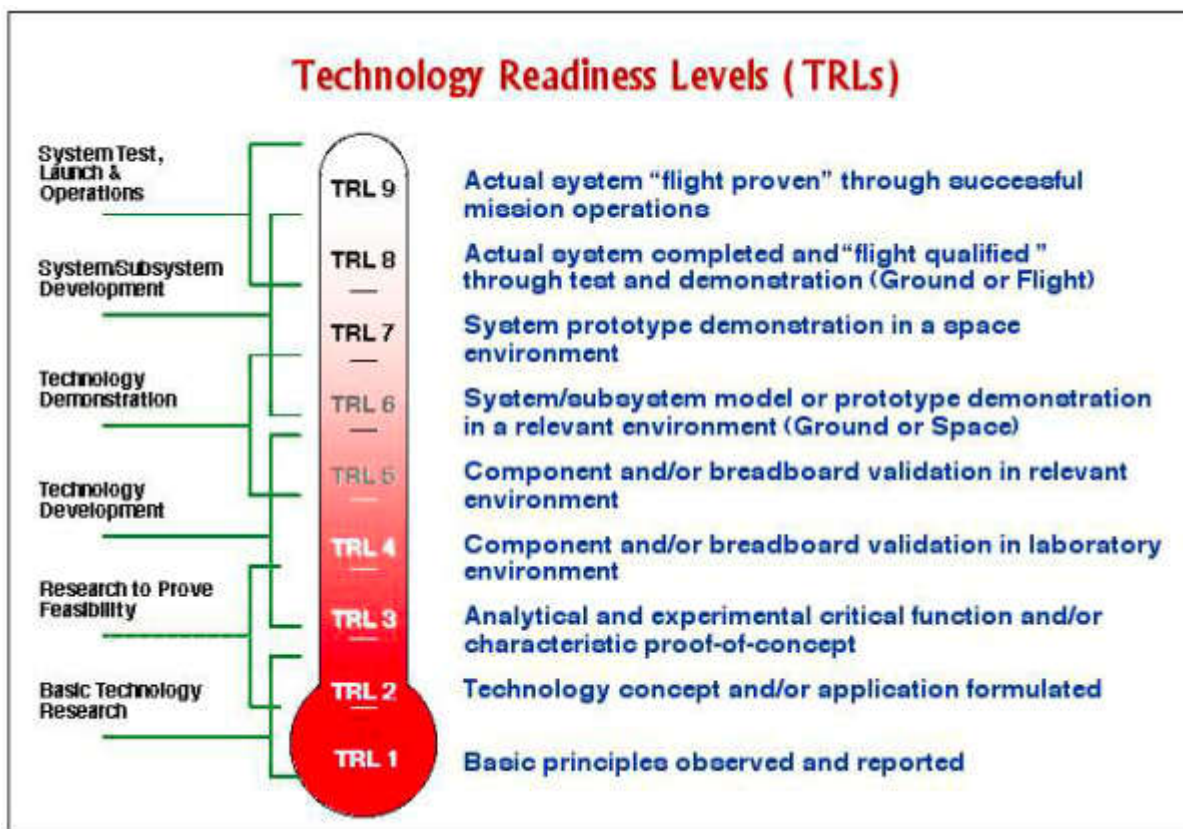 Technology Readiness Levels ( TRLs)
System Test,
Launch &
Operations
System/Subsystem
Development
Technology
Demonstration
Technology
Development
Research to Prove
Feasibility
Basic Technology
Research
TRL 9
TRL 8
TRL 7
TRL 6
TRL 5
TRL 4
TRL 3
TRL 2
TRL 1
Actual system “flight proven” through successful
mission operations
Actual system completed and “flight qualified ”
through test and demonstration (Ground or Flight)
System prototype demonstration in a space
environment
System/subsystem model or prototype demonstration
in a relevant environment (Ground or Space)
Component and/or breadboard validation in relevant
environment
Component and/or breadboard validation in laboratory
environment
Analytical and experimental critical function and/or
characteristic proof-of-concept
Technology concept and/or application formulated
Basic principles observed and reported